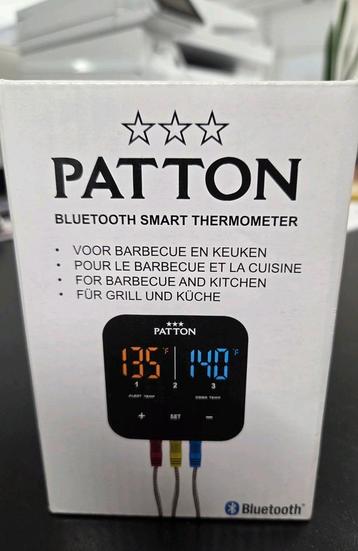 PATTON
BLUETOOTH SMART THERMOMETER
• VOOR BARBECUE EN KEUKEN
• POUR LE BARBECUE ET LA CUISINE
• FOR BARBECUE AND KITCHEN
• FÜR GRILL UND KÜCHE
PATTON
135°F 140°F
1 2 3
+ SET −
Bluetooth